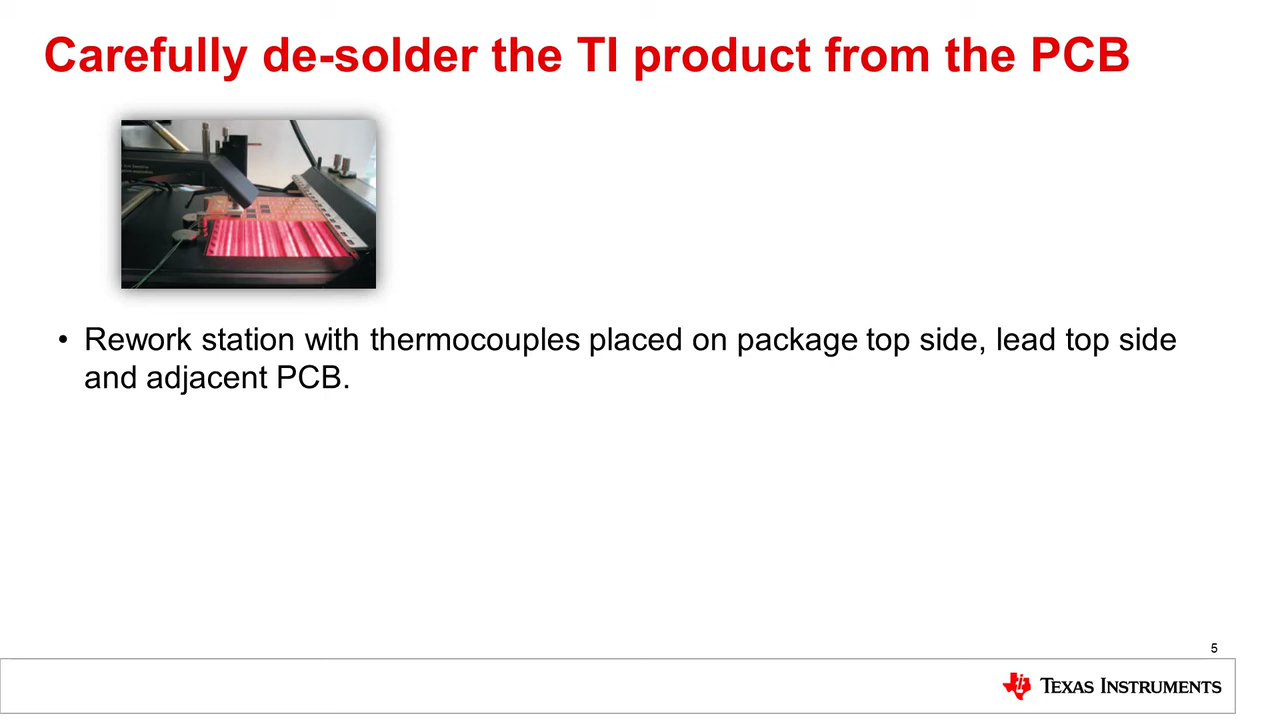 Carefully de-solder the TI product from the PCB
• Rework station with thermocouples placed on package top side, lead top side
and adjacent PCB.
5
TEXAS INSTRUMENTS